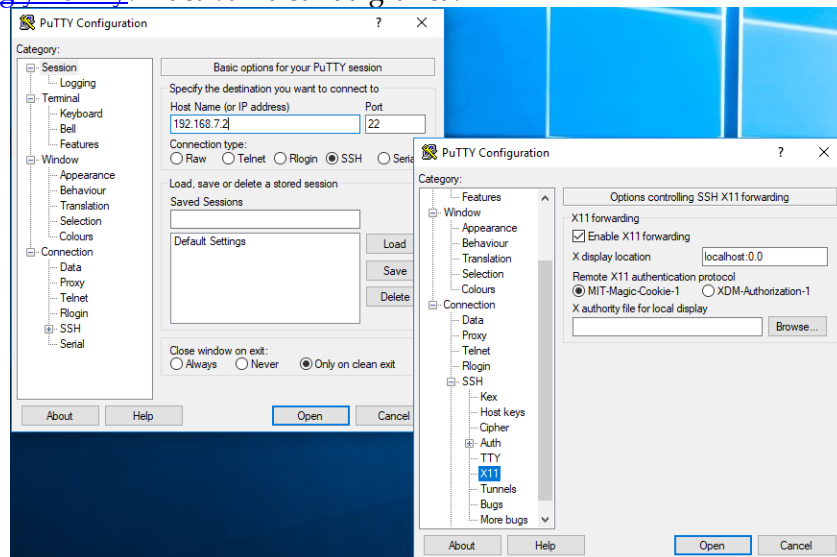 PuTTY Configuration
?
Category:
Session
Logging
Terminal
Keyboard
Bell
Features
Window
Appearance
Behaviour
Translation
Selection
Colours
Connection
Data
Proxy
Telnet
Rlogin
SSH
Serial
Basic options for your PuTTY session
Specify the destination you want to connect to
Host Name (or IP address)
Port
192.168.7.2
22
Connection type:
Raw
Telnet
Rlogin
SSH
Load, save or delete a stored session
Saved Sessions
Default Settings
Load
Save
Delete
Close window on exit:
Always
Never
Only on clean exit
About
Help
Open
Cancel
PuTTY Configuration
?
Category:
Features
Window
Appearance
Behaviour
Translation
Selection
Colours
Connection
Data
Proxy
Telnet
Rlogin
SSH
Kex
Host keys
Cipher
Auth
TTY
X11
Tunnels
Bugs
More bugs
Options controlling SSH X11 forwarding
X11 forwarding
Enable X11 forwarding
X display location
localhost:0.0
Remote X11 authentication protocol
MIT-Magic-Cookie-1
XDM-Authorization-1
X authority file for local display
Browse...
About
Help
Open
Cancel